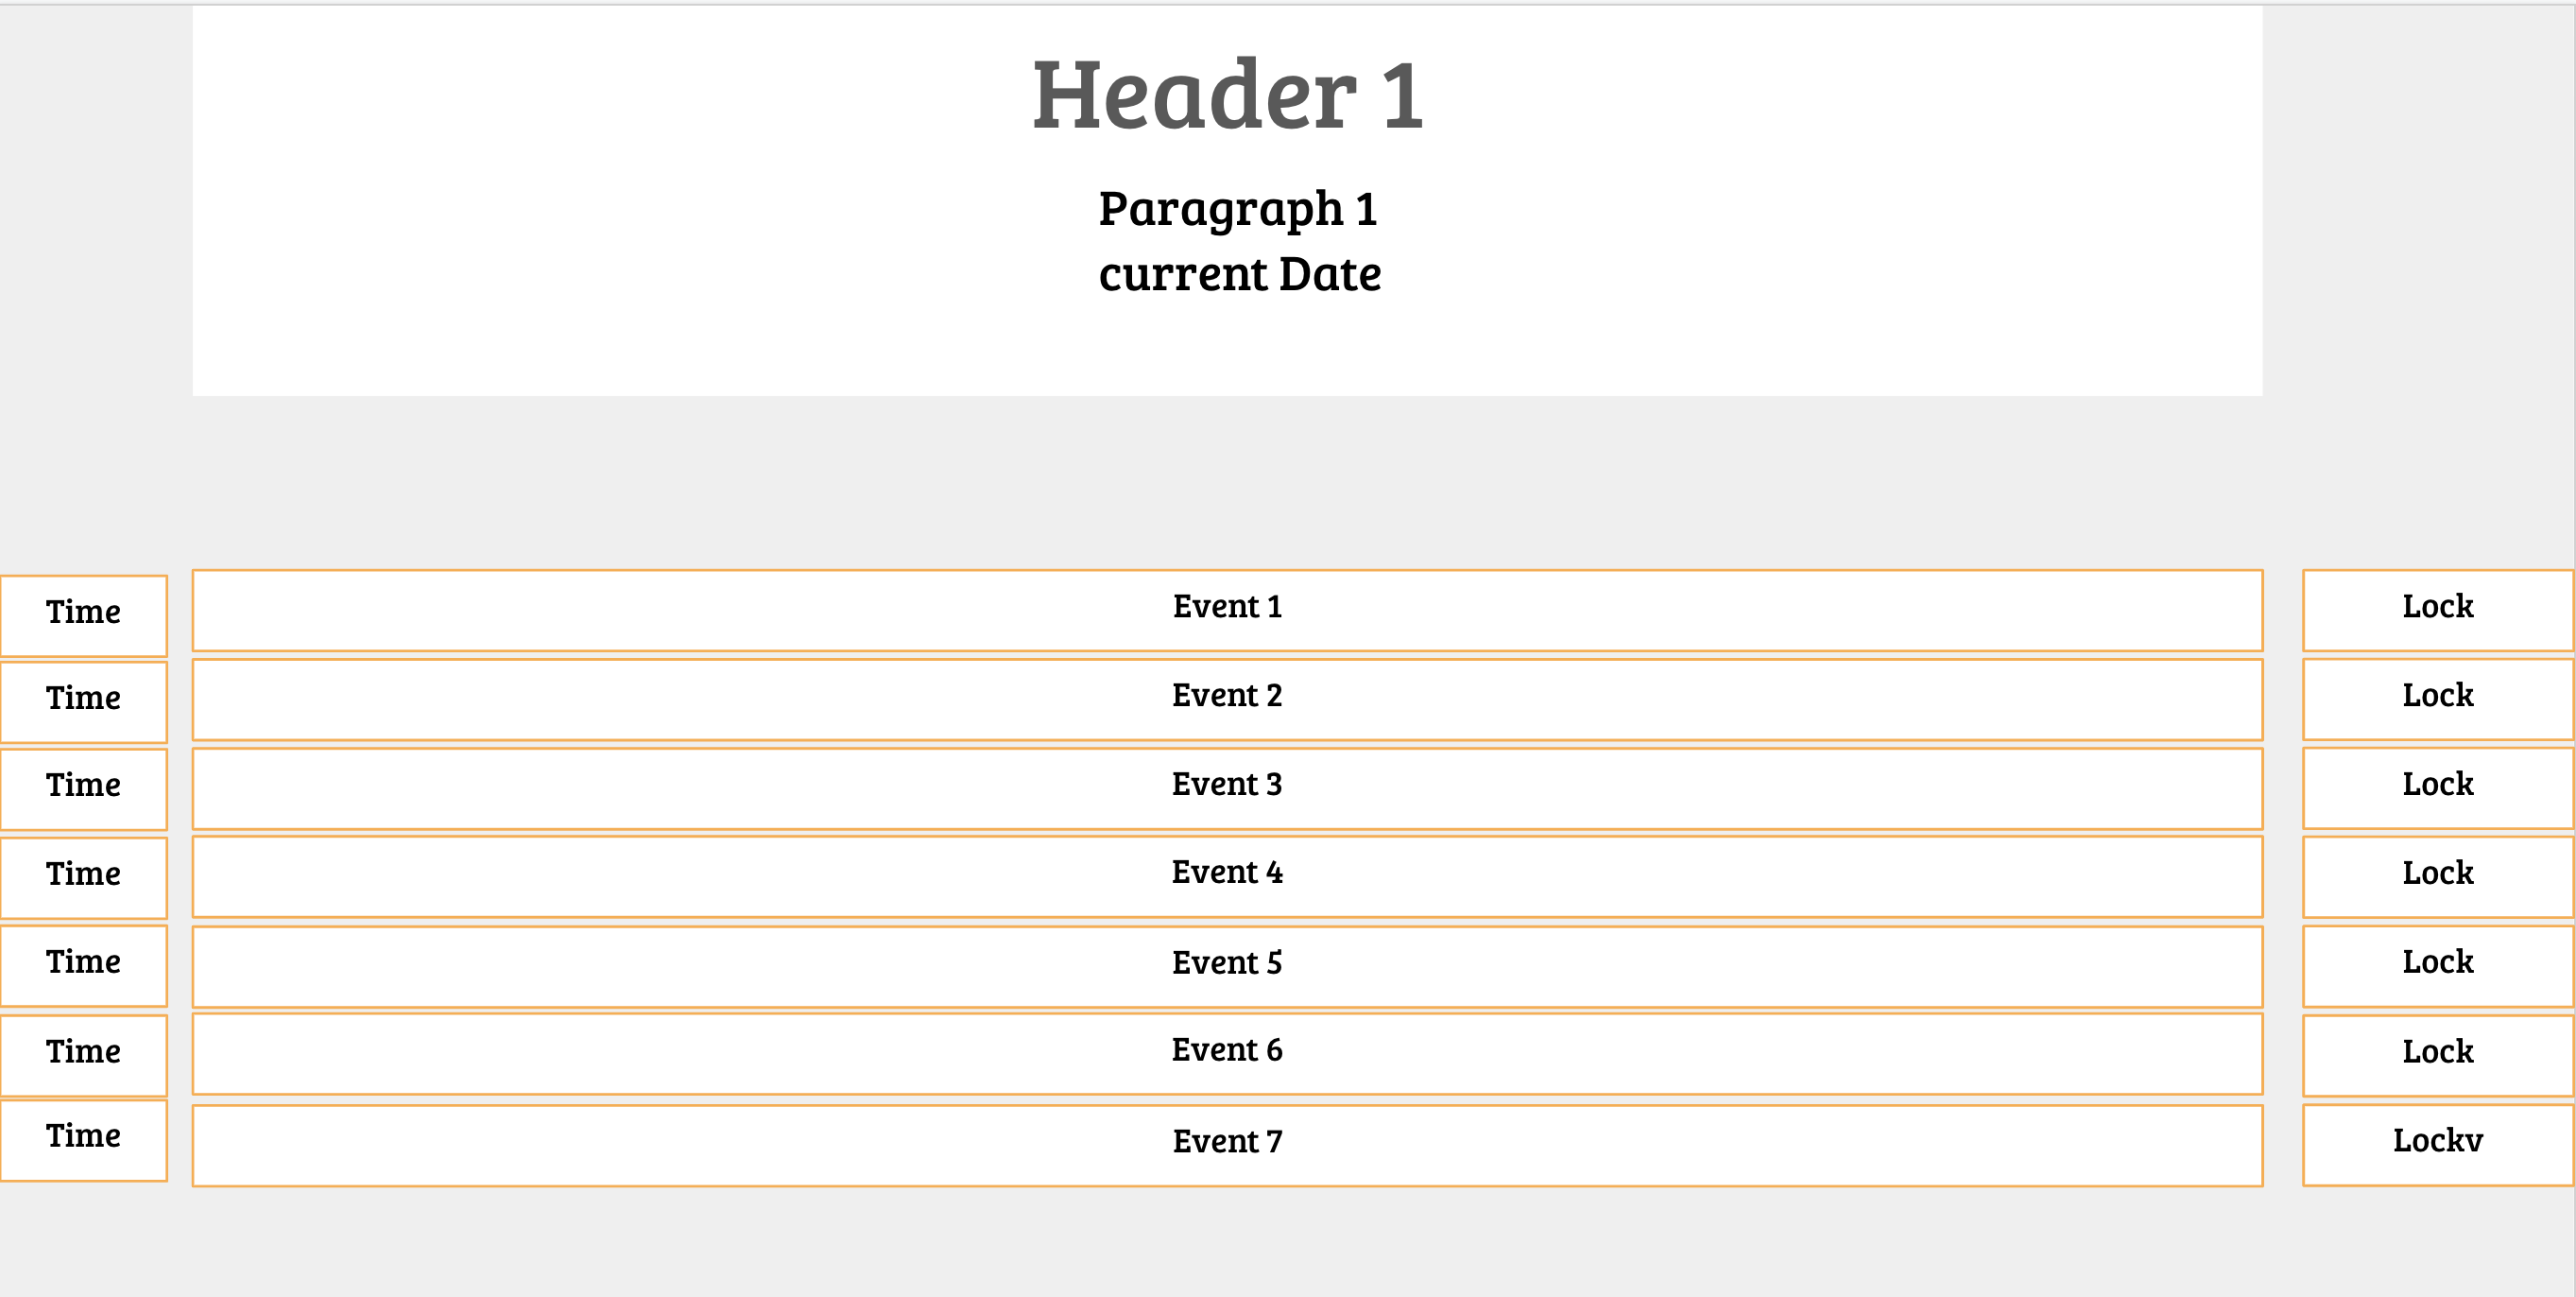 Header 1
Paragraph 1
current Date
Time Event 1 Lock
Time Event 2 Lock
Time Event 3 Lock
Time Event 4 Lock
Time Event 5 Lock
Time Event 6 Lock
Time Event 7 Lockv